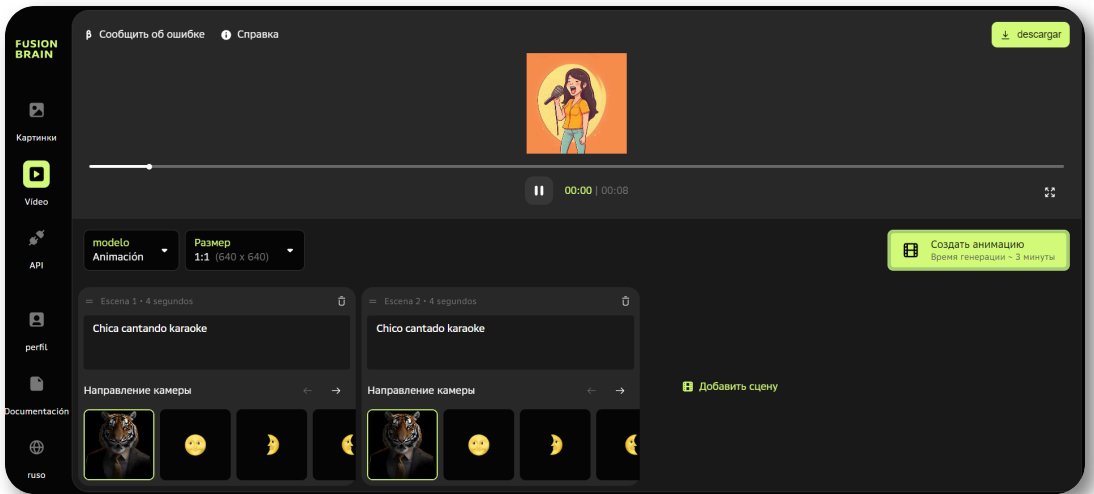 FUSION
BRAIN
β Сообщить об ошибке
Справка
descargar
Картинки
Vídeo
API
perfil
Documentación
ruso
00:00 | 00:08
modelo
Animación
Размер
1:1 (640 x 640)
Создать анимацию
Время генерации ~ 3 минуты
Escena 1 • 4 segundos
Chica cantando karaoke
Направление камеры
Escena 2 • 4 segundos
Chico cantado karaoke
Направление камеры
Добавить сцену